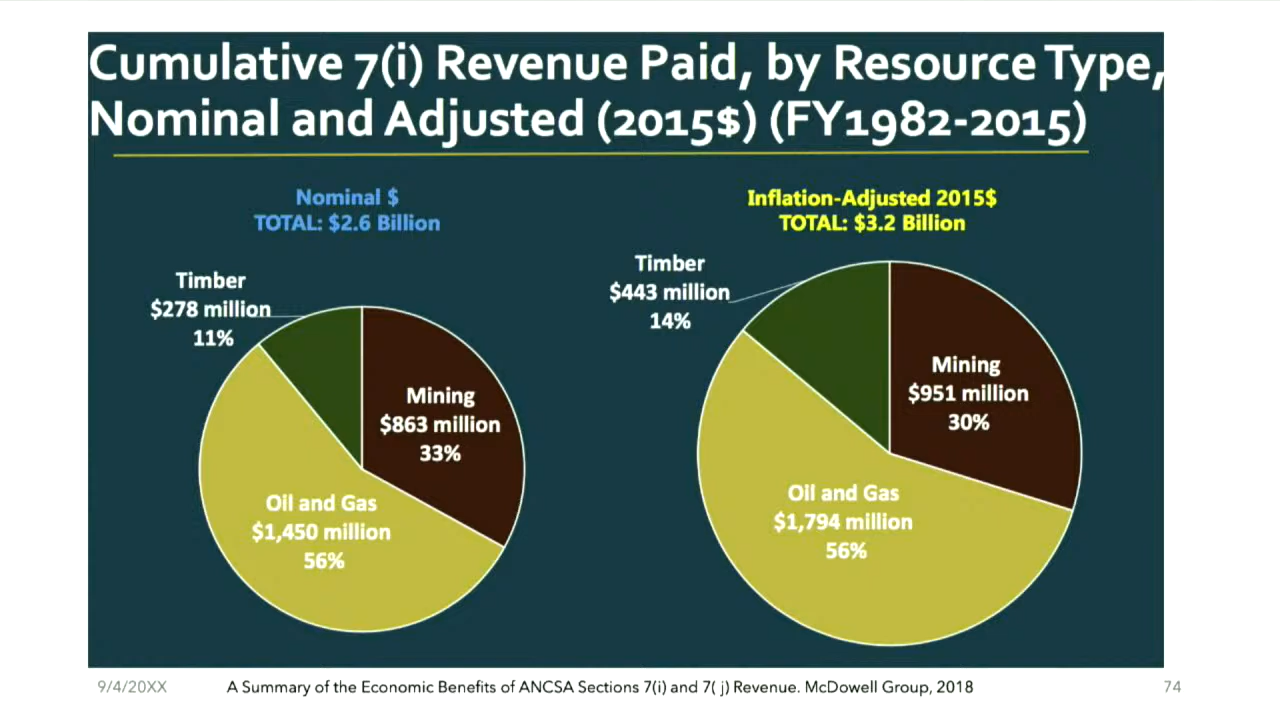 Cumulative 7(i) Revenue Paid, by Resource Type,
Nominal and Adjusted (2015$) (FY1982-2015)
Nominal $
TOTAL: $2.6 Billion
Timber
$278 million
11%
Mining
$863 million
33%
Oil and Gas
$1,450 million
56%
Inflation-Adjusted 2015$
TOTAL: $3.2 Billion
Timber
$443 million
14%
Mining
$951 million
30%
Oil and Gas
$1,794 million
56%
9/4/20XX
A Summary of the Economic Benefits of ANCSA Sections 7(i) and 7( j) Revenue. McDowell Group, 2018
74